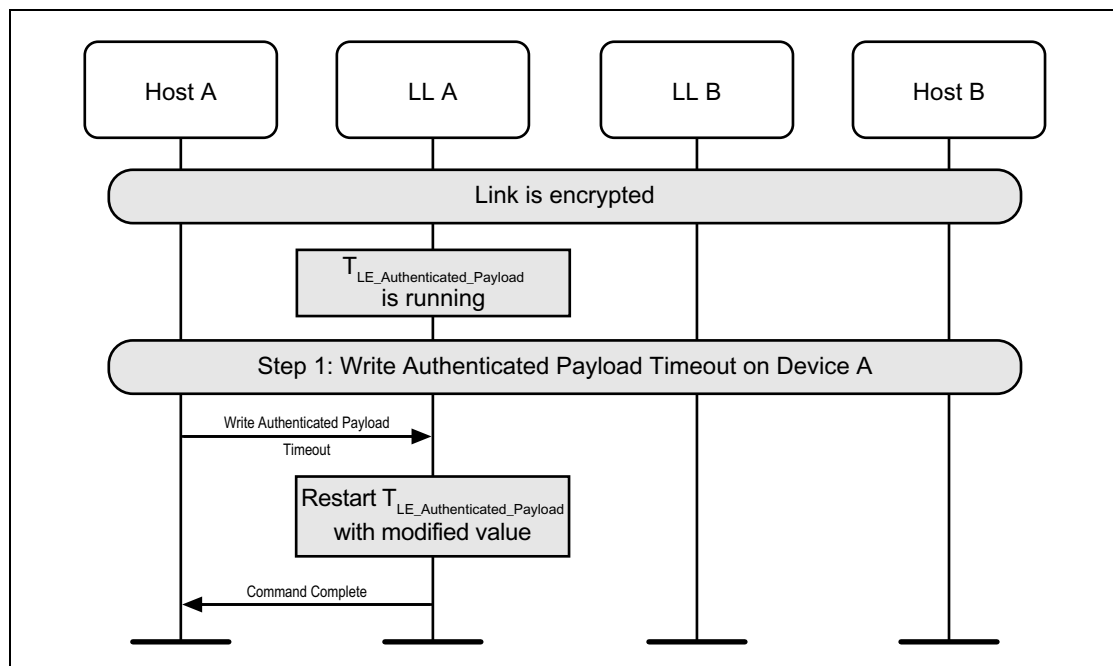 Host A
LL A
LL B
Host B
Link is encrypted
TLE_Authenticated_Payload
is running
Step 1: Write Authenticated Payload Timeout on Device A
Write Authenticated Payload
Timeout
Restart TLE_Authenticated_Payload
with modified value
Command Complete